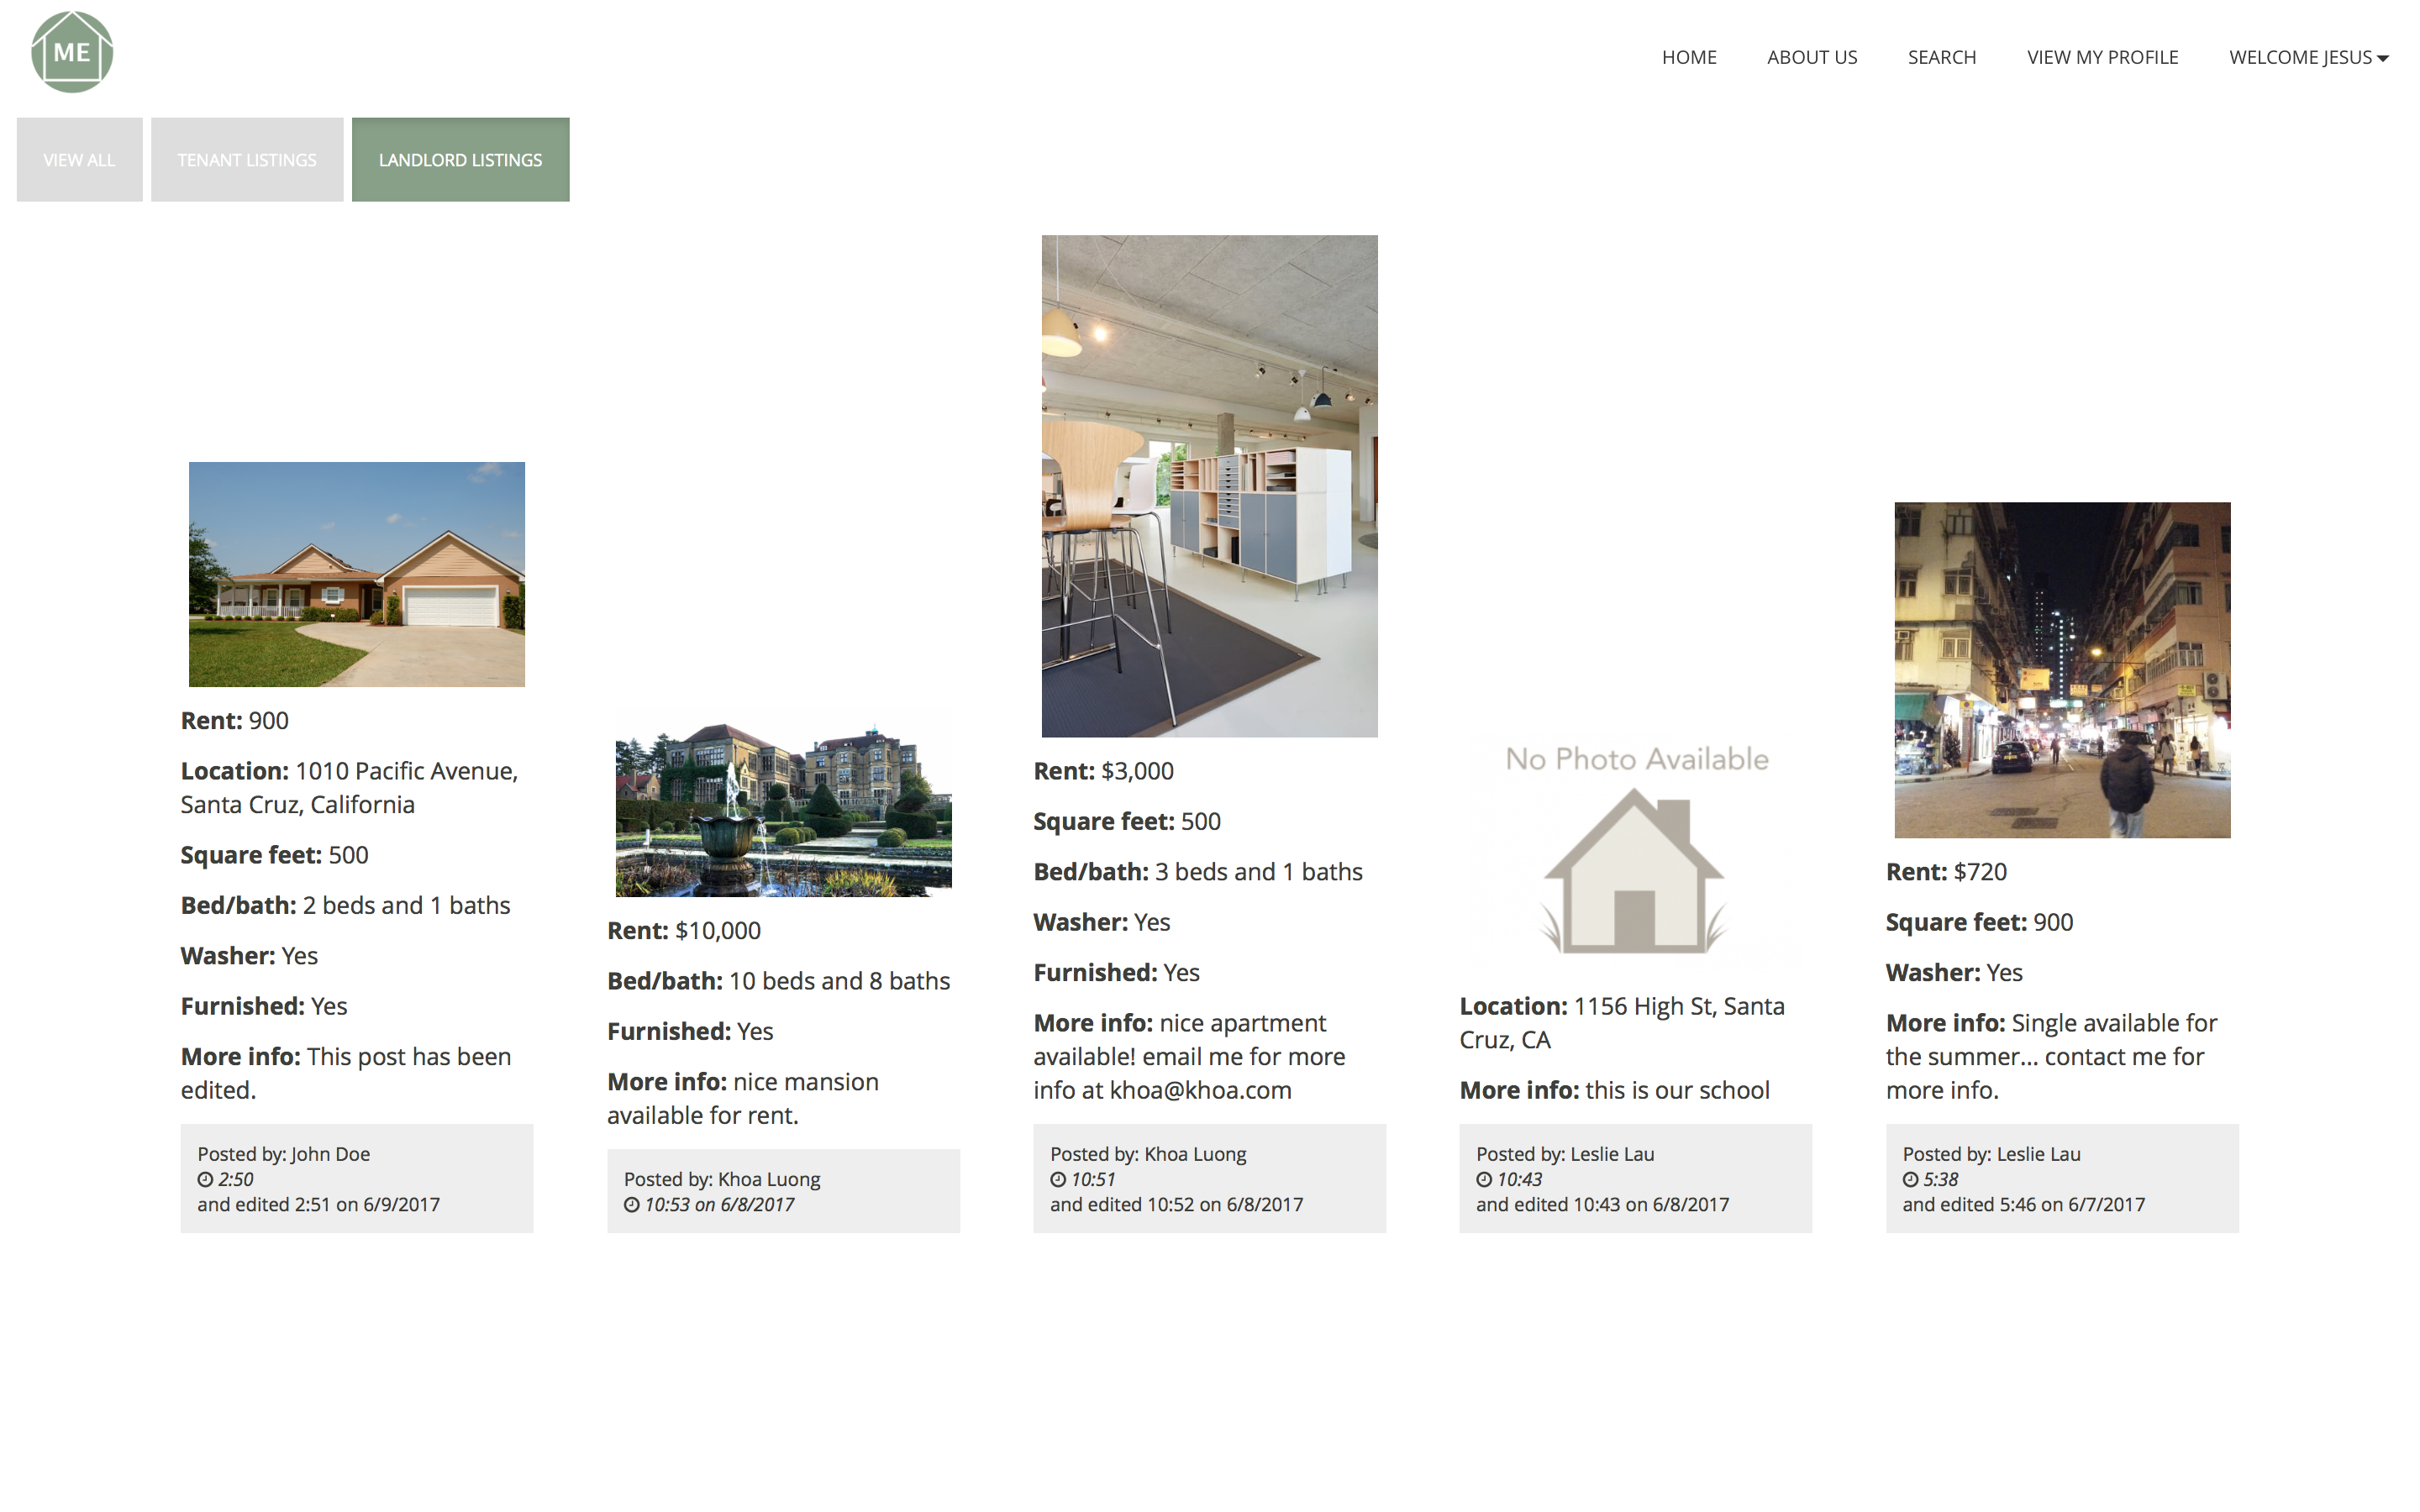 ME
HOME ABOUT US SEARCH VIEW MY PROFILE WELCOME JESUS
VIEW ALL TENANT LISTINGS LANDLORD LISTINGS
Rent: 900
Location: 1010 Pacific Avenue,
Santa Cruz, California
Square feet: 500
Bed/bath: 2 beds and 1 baths
Washer: Yes
Furnished: Yes
More info: This post has been
edited.
Posted by: John Doe
2:50
and edited 2:51 on 6/9/2017
Rent: $10,000
Bed/bath: 10 beds and 8 baths
Furnished: Yes
More info: nice mansion
available for rent.
Posted by: Khoa Luong
10:53 on 6/8/2017
Rent: $3,000
Square feet: 500
Bed/bath: 3 beds and 1 baths
Washer: Yes
Furnished: Yes
More info: nice apartment
available! email me for more
info at khoa@khoa.com
Posted by: Khoa Luong
10:51
and edited 10:52 on 6/8/2017
No Photo Available
Location: 1156 High St, Santa
Cruz, CA
More info: this is our school
Posted by: Leslie Lau
10:43
and edited 10:43 on 6/8/2017
Rent: $720
Square feet: 900
Washer: Yes
More info: Single available for
the summer... contact me for
more info.
Posted by: Leslie Lau
5:38
and edited 5:46 on 6/7/2017